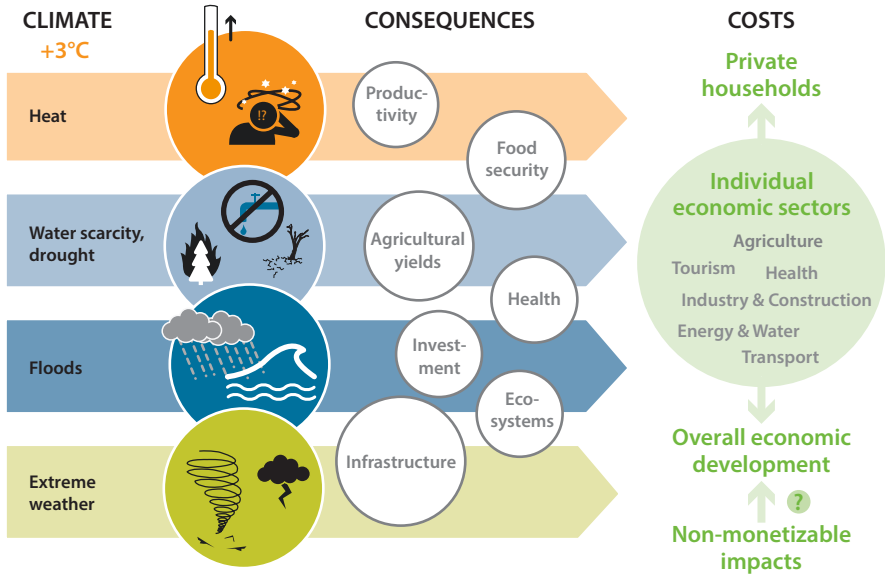 CLIMATE
+3°C
Heat
!?
Water scarcity,
drought
Floods
Extreme
weather
CONSEQUENCES
Produc-
tivity
Food
security
Agricultural
yields
Health
Invest-
ment
Eco-
systems
Infrastructure
COSTS
Private
households
Individual
economic sectors
Agriculture
Tourism
Health
Industry & Construction
Energy & Water
Transport
Overall economic
development
?
Non-monetizable
impacts